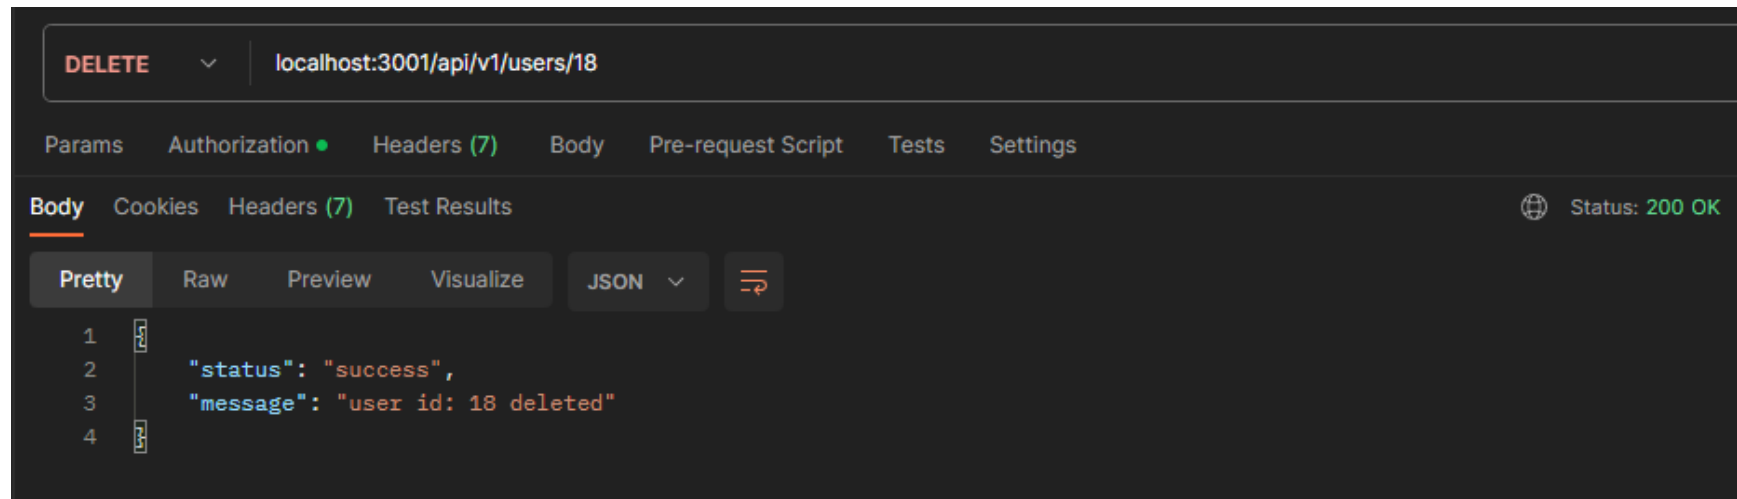 DELETE localhost:3001/api/v1/users/18
Params Authorization Headers (7) Body Pre-request Script Tests Settings
Body Cookies Headers (7) Test Results Status: 200 OK
Pretty Raw Preview Visualize JSON
1 {
2 "status": "success",
3 "message": "user id: 18 deleted"
4 }